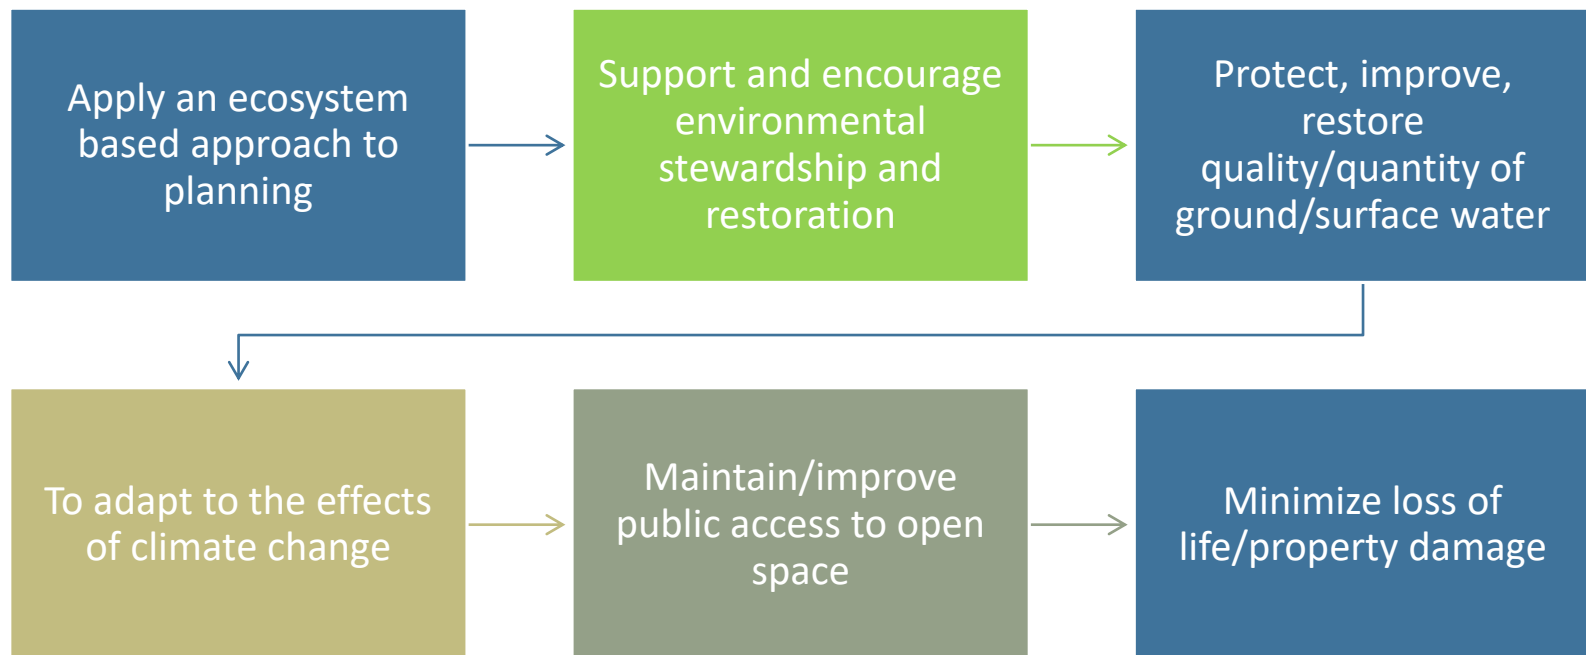 Apply an ecosystem
based approach to
planning
Support and encourage
environmental
stewardship and
restoration
Protect, improve,
restore
quality/quantity of
ground/surface water
To adapt to the effects
of climate change
Maintain/improve
public access to open
space
Minimize loss of
life/property damage